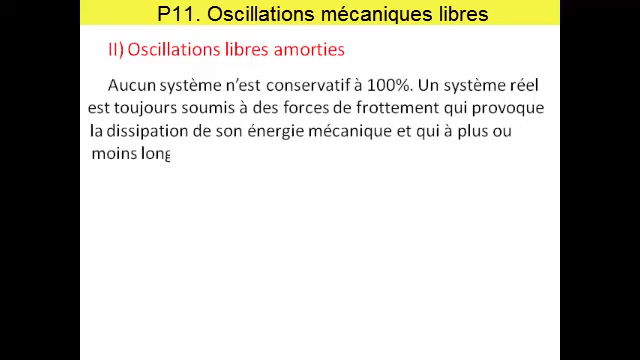 P11. Oscillations mécaniques libres
II) Oscillations libres amorties
Aucun système n'est conservatif à 100%. Un système réel
est toujours soumis à des forces de frottement qui provoque
la dissipation de son énergie mécanique et qui à plus ou
moins long